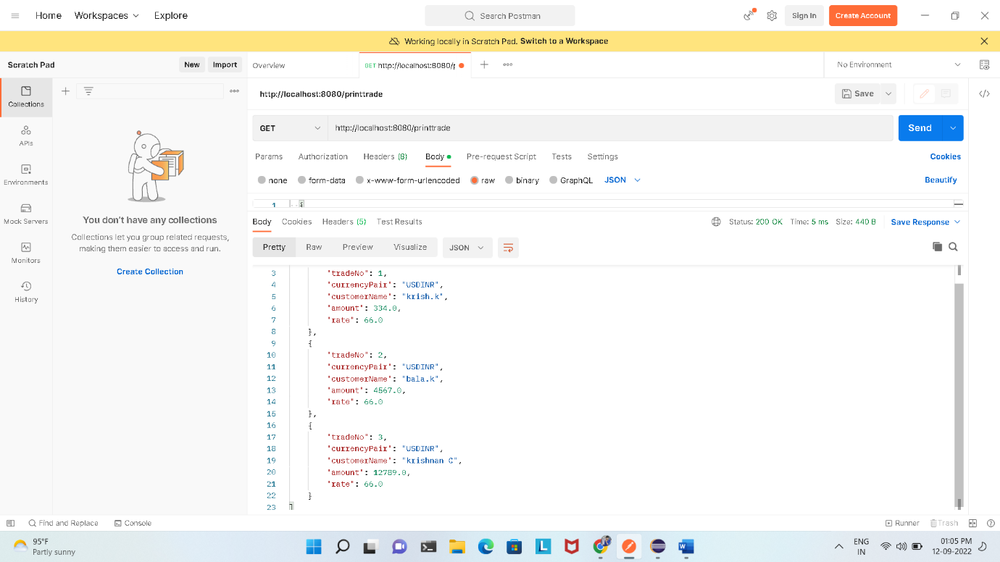 Home Workspaces Explore Search Postman Sign In Create Account
Working locally in Scratch Pad. Switch to a Workspace
Scratch Pad New Import Overview GET http://localhost:8080/p No Environment
Collections
APIs
Environments
Mock Servers
Monitors
History
You don't have any collections
Collections let you group related requests,
making them easier to access and run.
Create Collection
http://localhost:8080/printtrade Save
GET http://localhost:8080/printtrade Send
Params Authorization Headers (8) Body Pre-request Script Tests Settings Cookies
none form-data x-www-form-urlencoded raw binary GraphQL JSON Beautify
1 {
Body Cookies Headers (5) Test Results Status: 200 OK Time: 5 ms Size: 440 B Save Response
Pretty Raw Preview Visualize JSON
3 "tradeNo": 1,
4 "currencyPair": "USDINR",
5 "customerName": "krish.k",
6 "amount": 334.0,
7 "rate": 66.0
8 },
9 {
10 "tradeNo": 2,
11 "currencyPair": "USDINR",
12 "customerName": "bala.k",
13 "amount": 4567.0,
14 "rate": 66.0
15 },
16 {
17 "tradeNo": 3,
18 "currencyPair": "USDINR",
19 "customerName": "krishnan C",
20 "amount": 12789.0,
21 "rate": 66.0
22 }
23 ]
Find and Replace Console Runner Trash
95°F
Partly sunny
ENG
IN
01:05 PM
12-09-2022